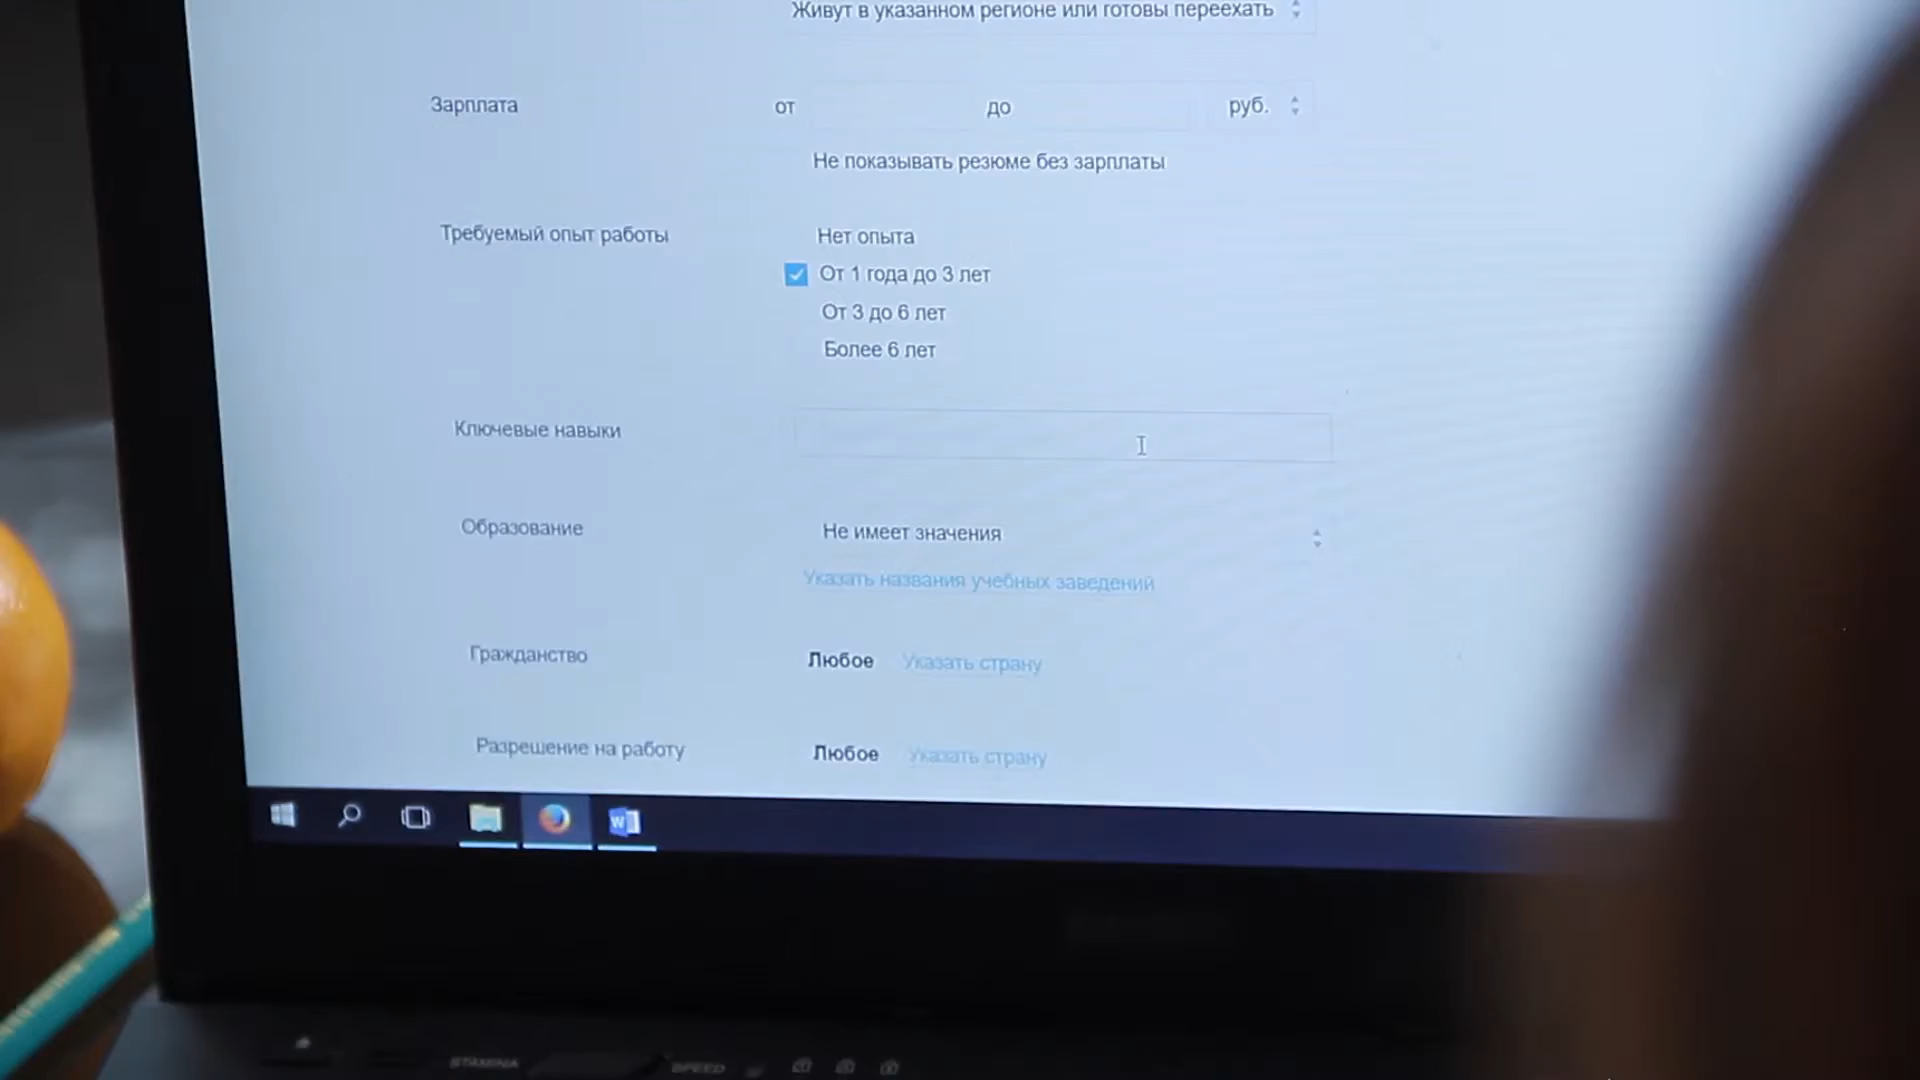 Живут в указанном регионе или готовы переехать
Зарплата от до руб.
Не показывать резюме без зарплаты
Требуемый опыт работы Нет опыта
От 1 года до 3 лет
От 3 до 6 лет
Более 6 лет
Ключевые навыки
Образование Не имеет значения
Указать названия учебных заведений
Гражданство Любое Указать страну
Разрешение на работу Любое Указать страну
W
STAMINA SPEED